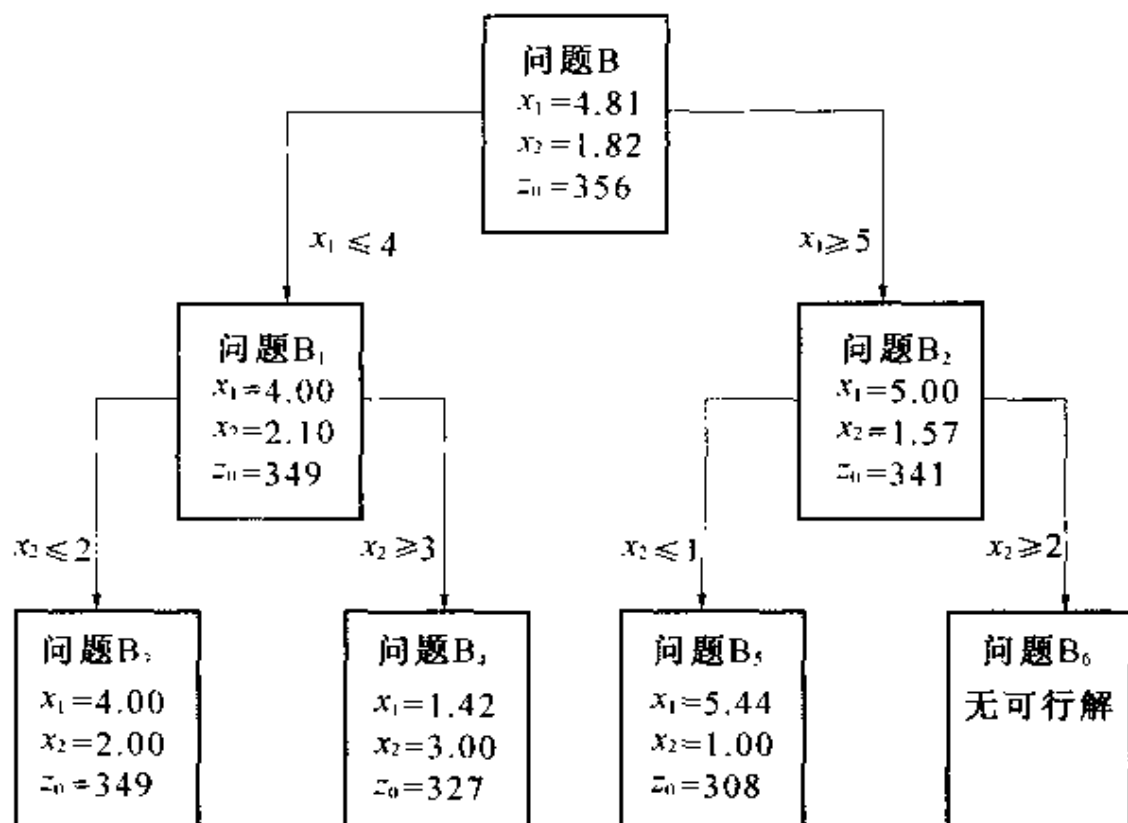 问题B
x₁=4.81
x₂=1.82
z₀=356
x₁≤4
x₁≥5
问题B₁
x₁=4.00
x₂=2.10
z₀=349
问题B₂
x₁=5.00
x₂=1.57
z₀=341
x₂≤2
x₂≥3
x₂≤1
x₂≥2
问题B₃
x₁=4.00
x₂=2.00
z₀=349
问题B₄
x₁=1.42
x₂=3.00
z₀=327
问题B₅
x₁=5.44
x₂=1.00
z₀=308
问题B₆
无可行解